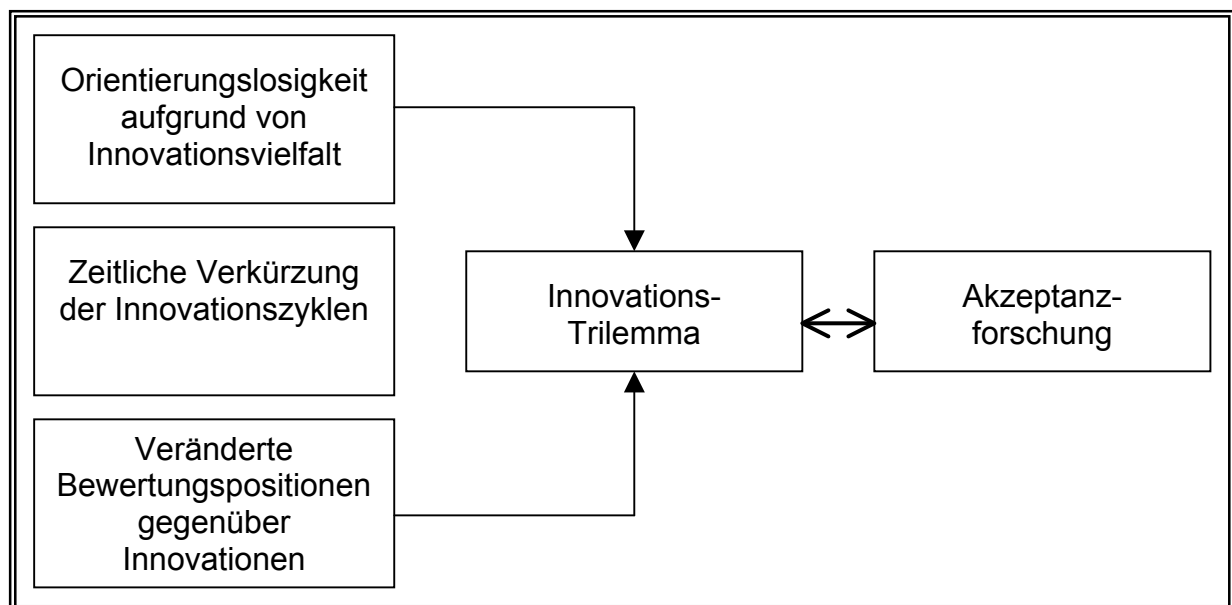 Orientierungslosigkeit
aufgrund von
Innovationsvielfalt
Zeitliche Verkürzung
der Innovationszyklen
Veränderte
Bewertungspositionen
gegenüber
Innovationen
Innovations-
Trilemma
Akzeptanz-
forschung